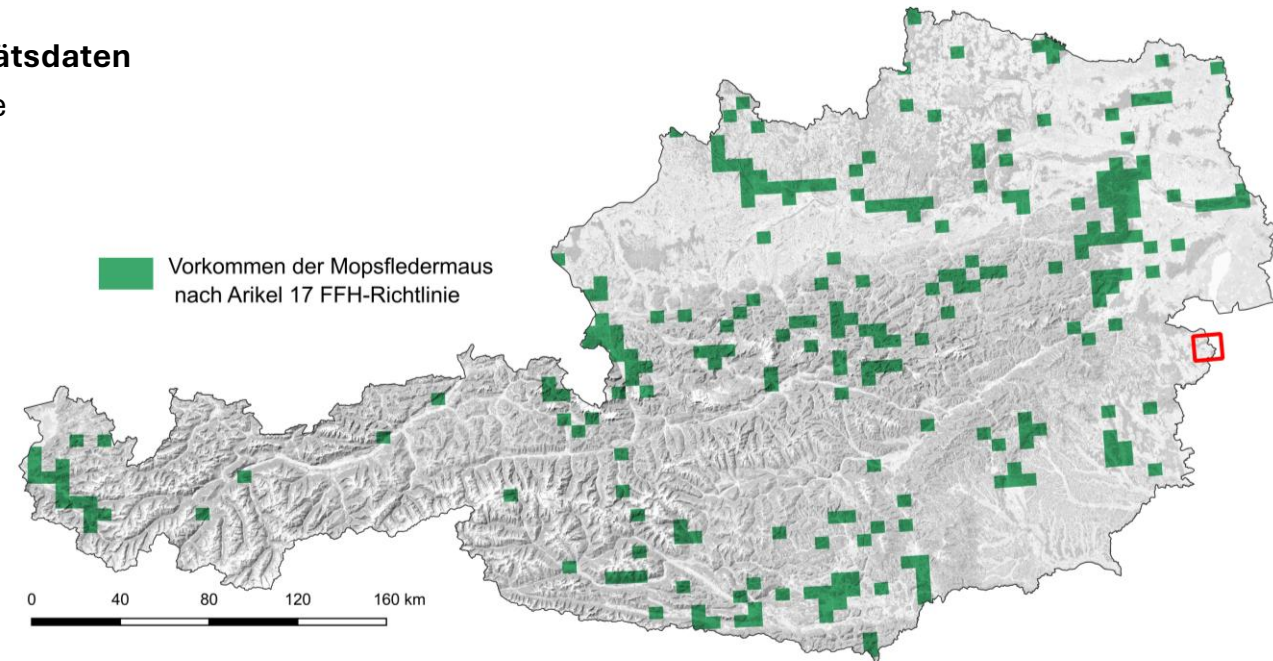 ätsdaten
e
Vorkommen der Mopsfledermaus
nach Arikel 17 FFH-Richtlinie
0 40 80 120 160 km